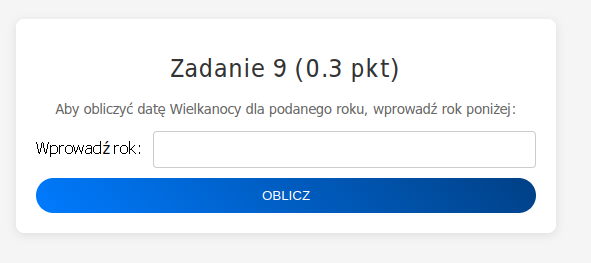 Zadanie 9 (0.3 pkt)
Aby obliczyć datę Wielkanocy dla podanego roku, wprowadź rok poniżej:
Wprowadź rok:
OBLICZ